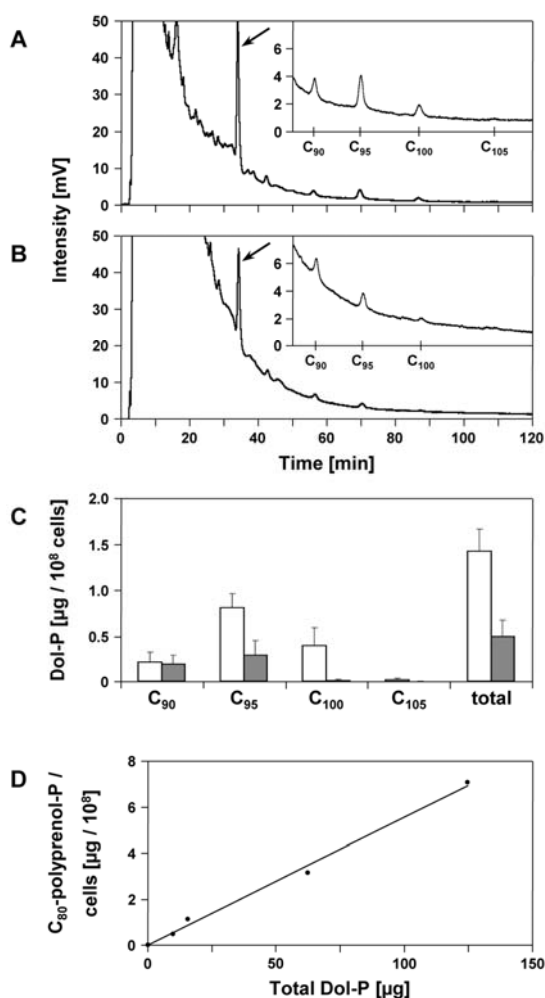 A
50
40
30
20
10
0
6
4
2
0
C90 C95 C100 C105
Intensity [mV]
B
50
40
30
20
10
0
6
4
2
0
C90 C95 C100
0 20 40 60 80 100 120
Time [min]
C
Dol-P [µg / 10⁸ cells]
2.0
1.5
1.0
0.5
0
C90 C95 C100 C105 total
D
C80-polyprenol-P /
cells [µg / 10⁸]
8
6
4
2
0
0 50 100 150
Total Dol-P [µg]